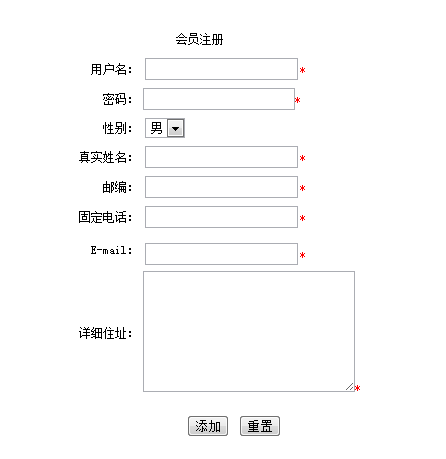 会员注册
用户名： *
密码： *
性别： 男
真实姓名： *
邮编： *
固定电话： *
E-mail： *
详细住址： *
添加 重置